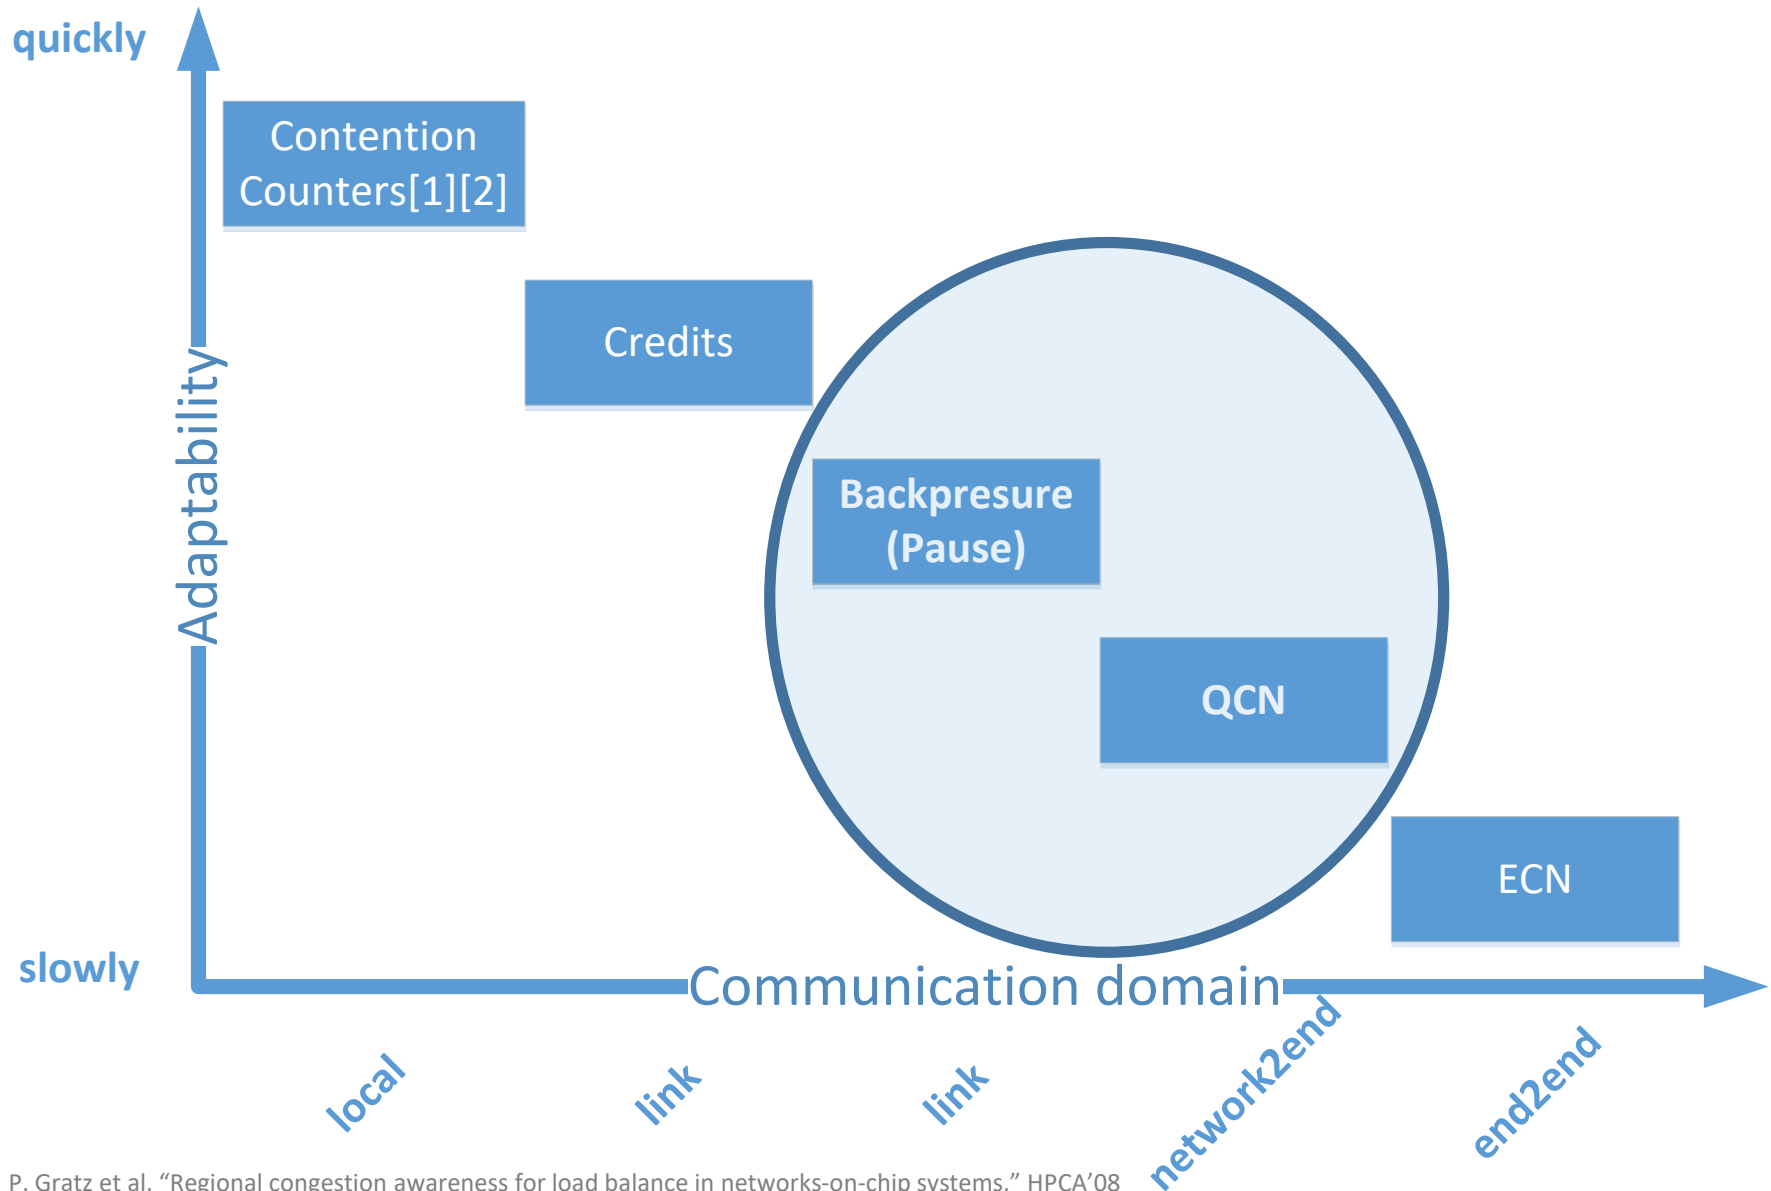 quickly
Contention
Counters[1][2]
Credits
Adaptability
Backpresure
(Pause)
QCN
ECN
slowly
Communication domain
local
link
link
network2end
end2end
P. Gratz et al. “Regional congestion awareness for load balance in networks-on-chip systems.” HPCA’08